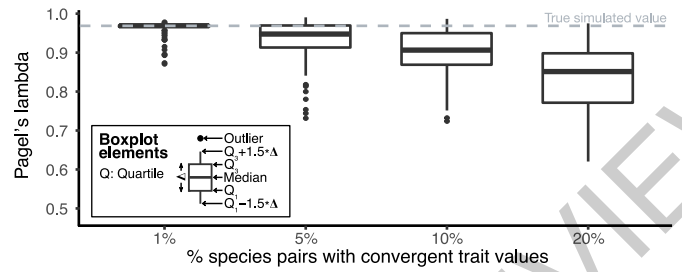 True simulated value
1.0
0.9
0.8
0.7
0.6
0.5
Pagel's lambda
Boxplot elements
Q: Quartile
Outlier
Q3+1.5*Δ
Q3
Median
Q1
Q1−1.5*Δ
Δ
1%
5%
10%
20%
% species pairs with convergent trait values